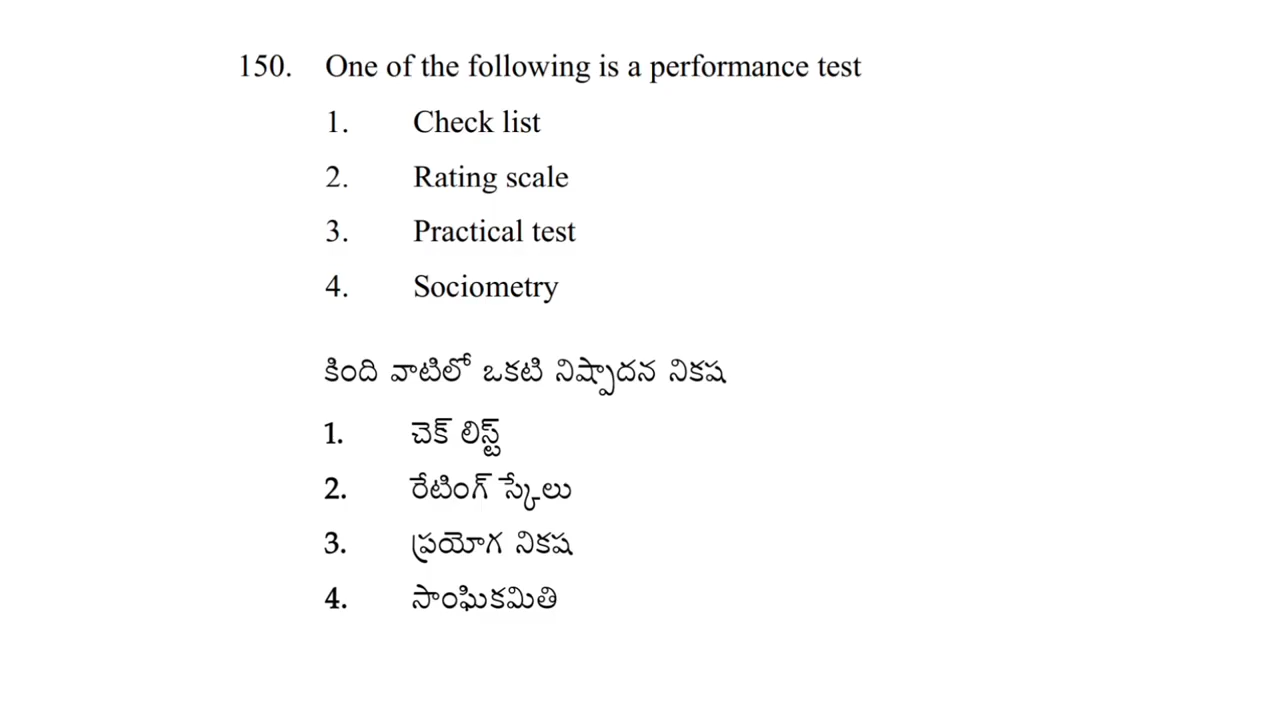 150. One of the following is a performance test
1. Check list
2. Rating scale
3. Practical test
4. Sociometry
కింది వాటిలో ఒకటి నిష్పాదన నికష
1. చెక్ లిస్ట్
2. రేటింగ్ స్కేలు
3. ప్రయోగ నికష
4. సాంఘికమితి